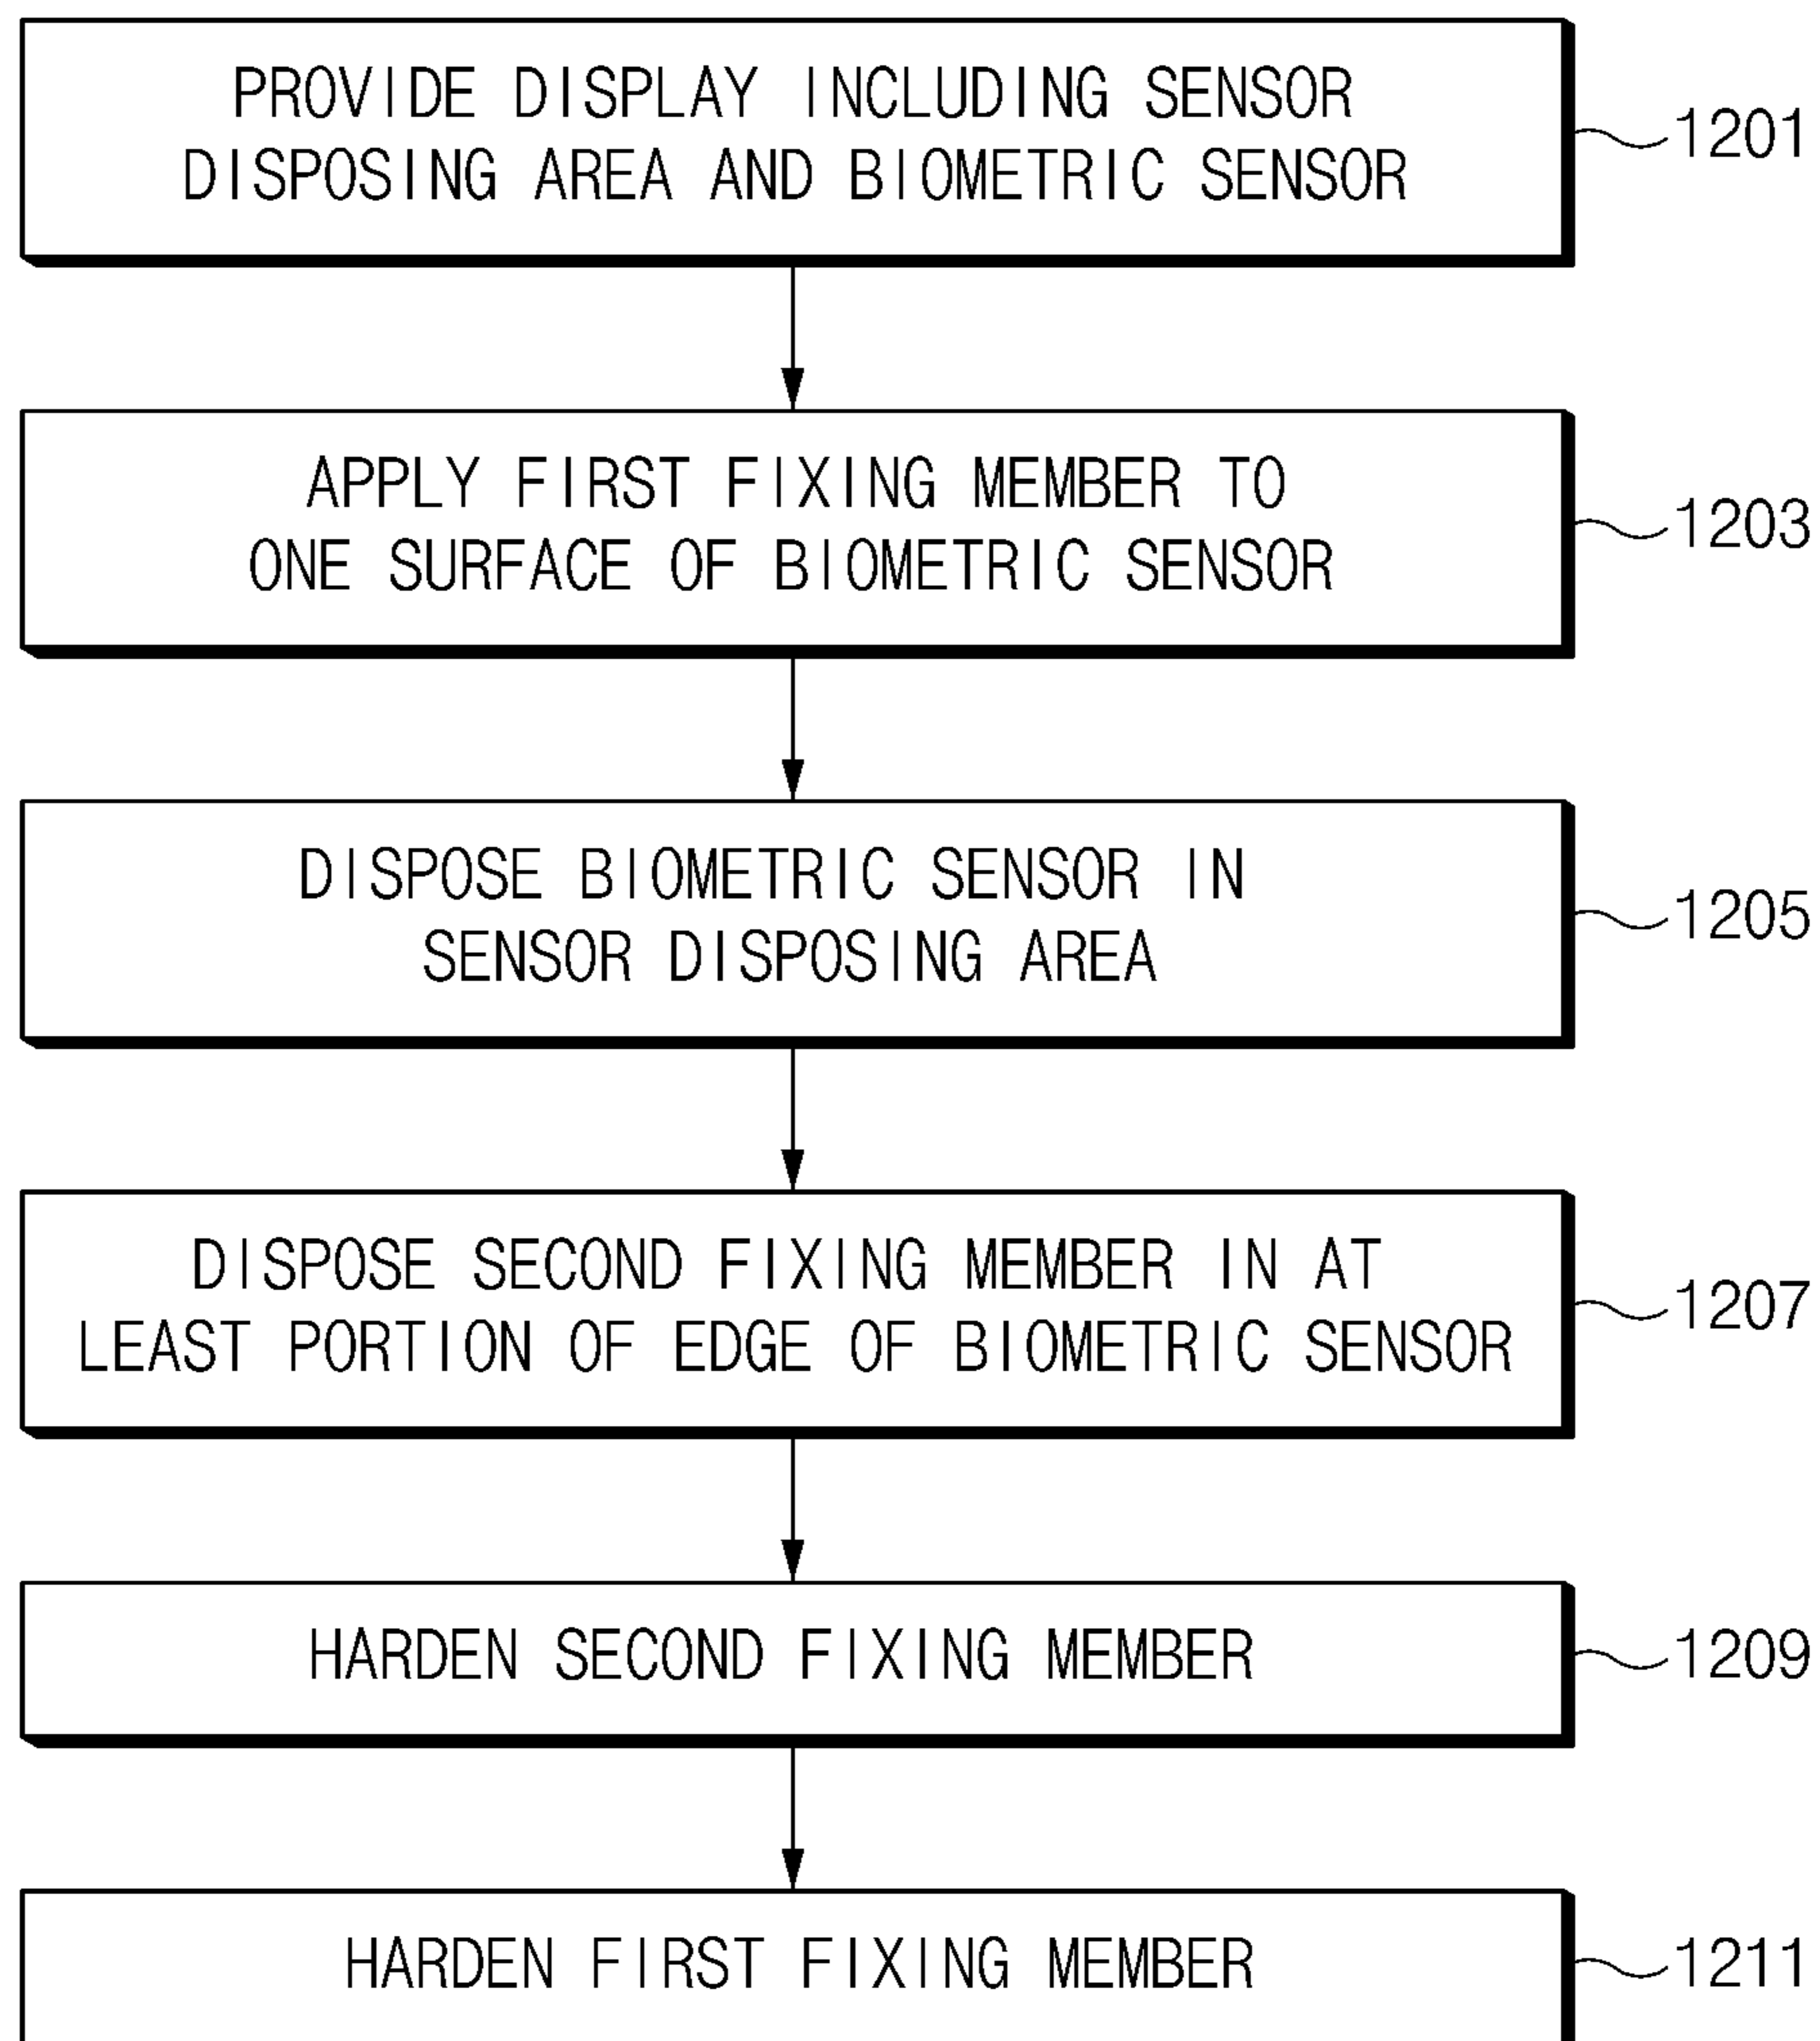 PROVIDE DISPLAY INCLUDING SENSOR
DISPOSING AREA AND BIOMETRIC SENSOR
1201
APPLY FIRST FIXING MEMBER TO
ONE SURFACE OF BIOMETRIC SENSOR
1203
DISPOSE BIOMETRIC SENSOR IN
SENSOR DISPOSING AREA
1205
DISPOSE SECOND FIXING MEMBER IN AT
LEAST PORTION OF EDGE OF BIOMETRIC SENSOR
1207
HARDEN SECOND FIXING MEMBER
1209
HARDEN FIRST FIXING MEMBER
1211